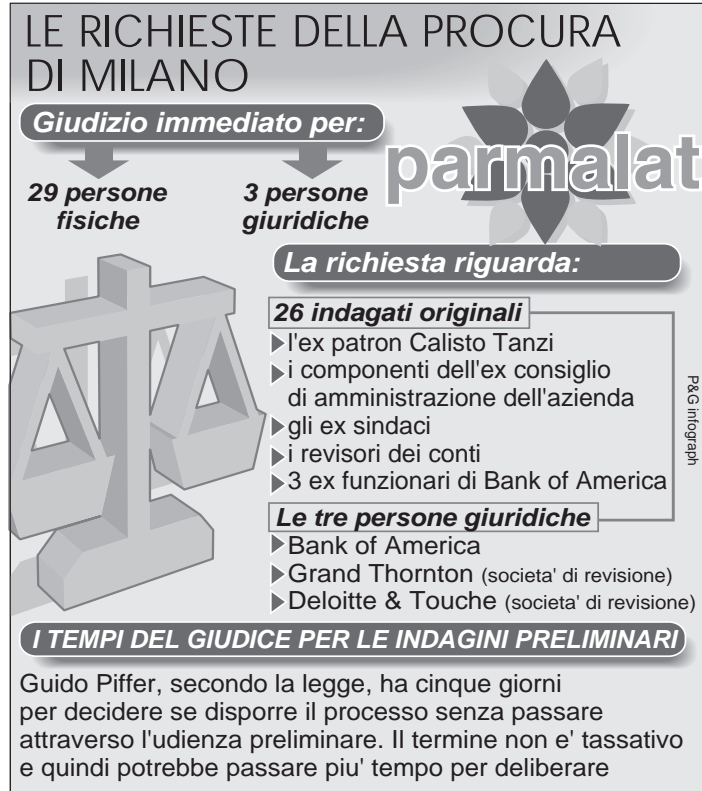 LE RICHIESTE DELLA PROCURA
DI MILANO
Giudizio immediato per:
parmalat
29 persone
fisiche
3 persone
giuridiche
La richiesta riguarda:
26 indagati originali
l'ex patron Calisto Tanzi
i componenti dell'ex consiglio
di amministrazione dell'azienda
gli ex sindaci
i revisori dei conti
3 ex funzionari di Bank of America
Le tre persone giuridiche
Bank of America
Grand Thornton (societa' di revisione)
Deloitte & Touche (societa' di revisione)
P&G infograph
I TEMPI DEL GIUDICE PER LE INDAGINI PRELIMINARI
Guido Piffer, secondo la legge, ha cinque giorni
per decidere se disporre il processo senza passare
attraverso l'udienza preliminare. Il termine non e' tassativo
e quindi potrebbe passare piu' tempo per deliberare